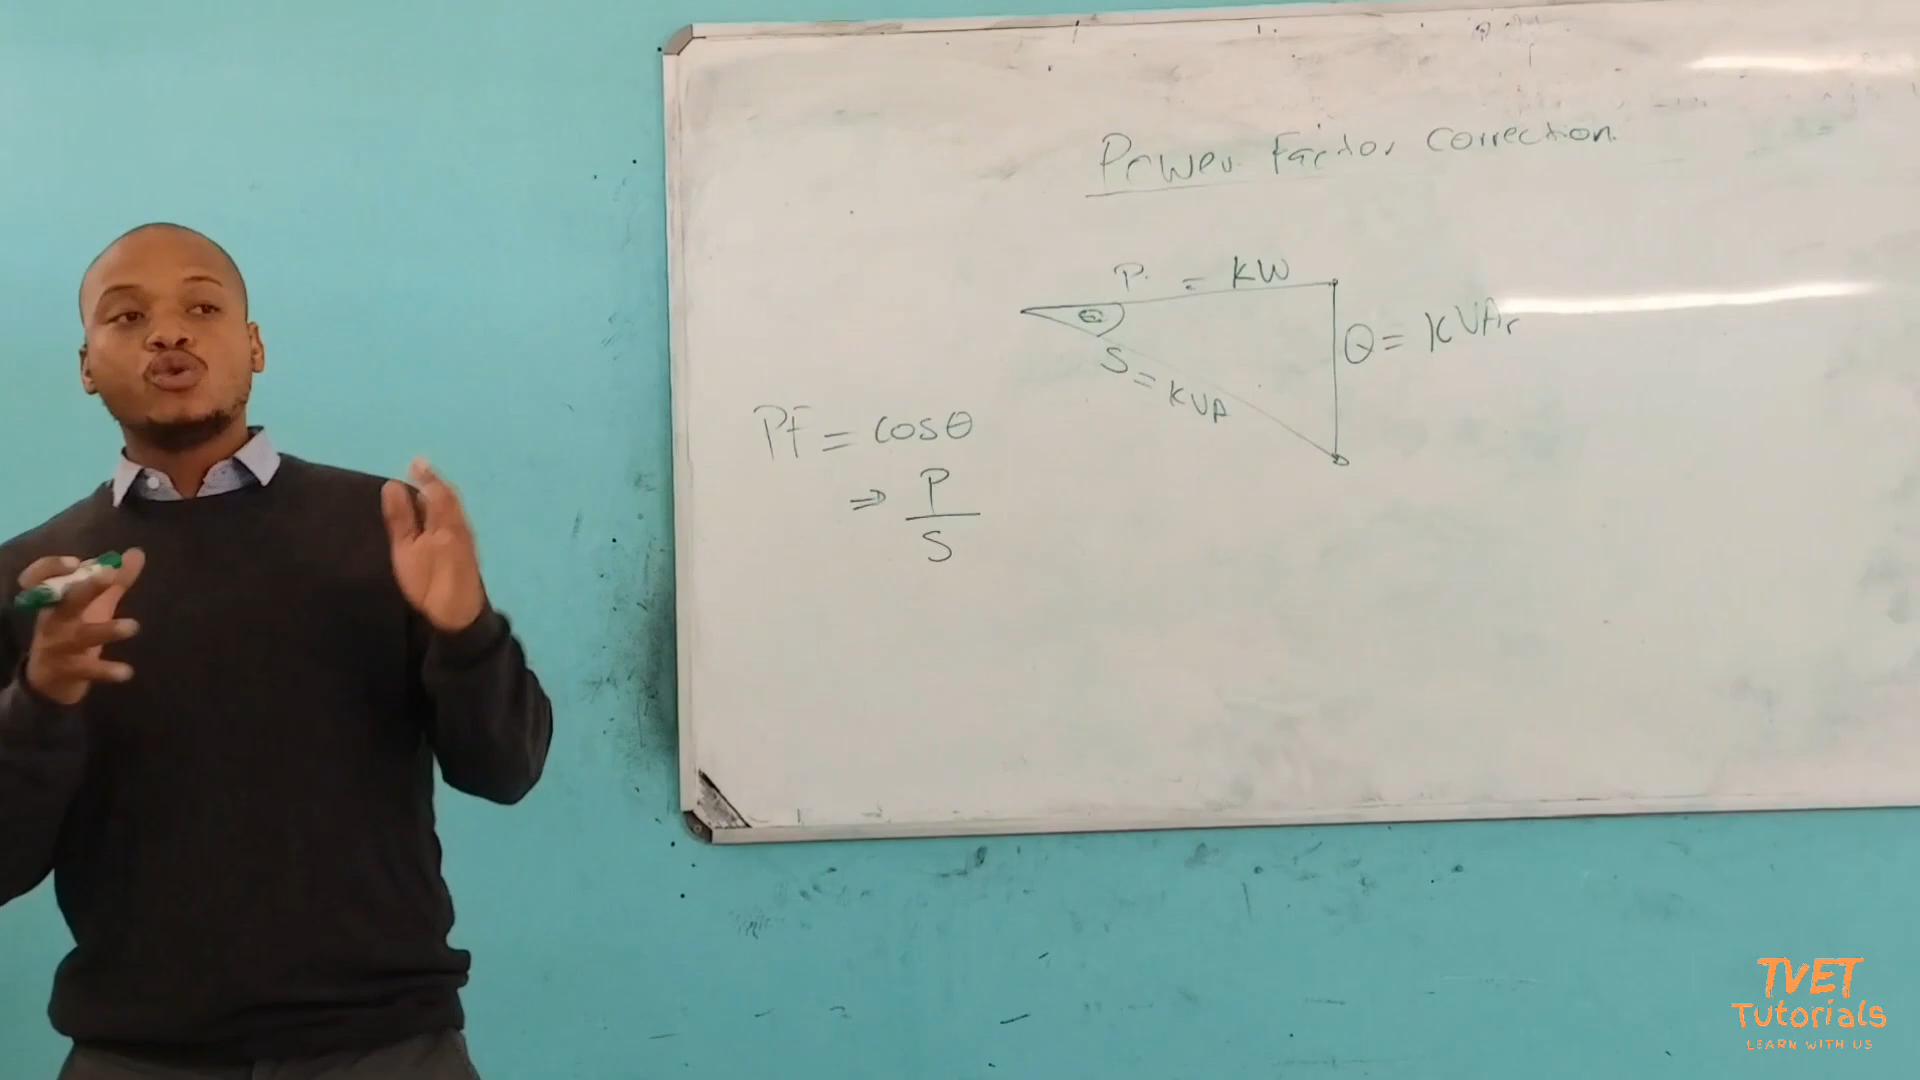 Power Factor Correction
P = KW
θ
S = KVA
Q = KVAr
PF = cosθ
⇒ P
S
TVET
Tutorials
LEARN WITH US